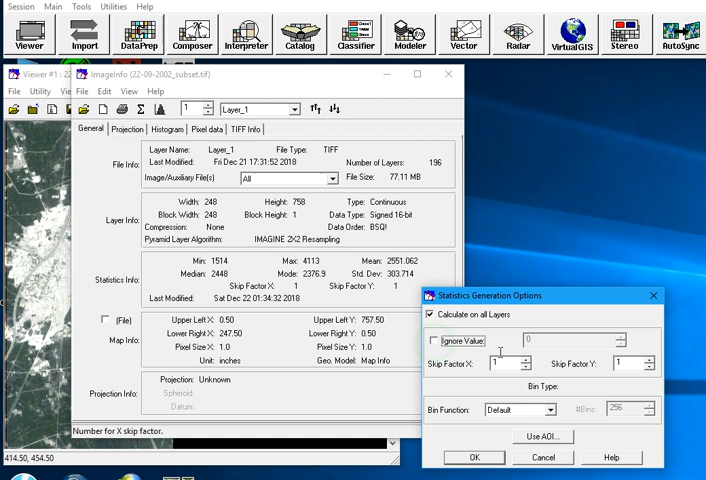 Session Main Tools Utilities Help
Viewer Import DataPrep Composer Interpreter Catalog Classifier Modeler Vector Radar VirtualGIS Stereo AutoSync
Viewer #1 : 22
File Utility Vi
ImageInfo (22-09-2002_subset.tif)
File Edit View Help
Σ 1 Layer_1
General Projection Histogram Pixel data TIFF Info
File Info:
Layer Name: Layer_1 File Type: TIFF
Last Modified: Fri Dec 21 17:31:52 2018 Number of Layers: 196
Image/Auxiliary File(s) All File Size: 77.11 MB
Layer Info:
Width: 248 Height: 758 Type: Continuous
Block Width: 248 Block Height: 1 Data Type: Signed 16-bit
Compression: None Data Order: BSQ!
Pyramid Layer Algorithm: IMAGINE 2X2 Resampling
Statistics Info:
Min: 1514 Max: 4113 Mean: 2551.062
Median: 2448 Mode: 2376.9 Std. Dev: 303.714
Skip Factor X: 1 Skip Factor Y: 1
Last Modified: Sat Dec 22 01:34:32 2018
(File)
Map Info:
Upper Left X: 0.50 Upper Left Y: 757.50
Lower Right X: 247.50 Lower Right Y: 0.50
Pixel Size X: 1.0 Pixel Size Y: 1.0
Unit: inches Geo. Model: Map Info
Projection Info:
Projection: Unknown
Spheroid:
Datum:
Number for X skip factor.
414.50, 454.50
Statistics Generation Options
Calculate on all Layers
Ignore Value: 0
Skip Factor X: 1 Skip Factor Y: 1
Bin Type:
Bin Function: Default #Bins: 256
Use AOI...
OK Cancel Help